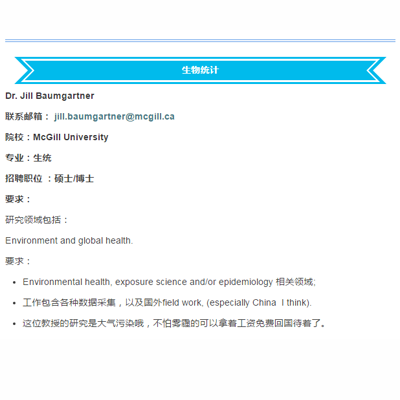 生物统计
Dr. Jill Baumgartner
联系邮箱： jill.baumgartner@mcgill.ca
院校：McGill University
专业：生统
招聘职位 ：硕士/博士
要求：
研究领域包括：
Environment and global health.
要求：
• Environmental health, exposure science and/or epidemiology 相关领域;
• 工作包含各种数据采集，以及国外field work, (especially China  I think).
• 这位教授的研究是大气污染哦，不怕雾霾的可以拿着工资免费回国待着了。